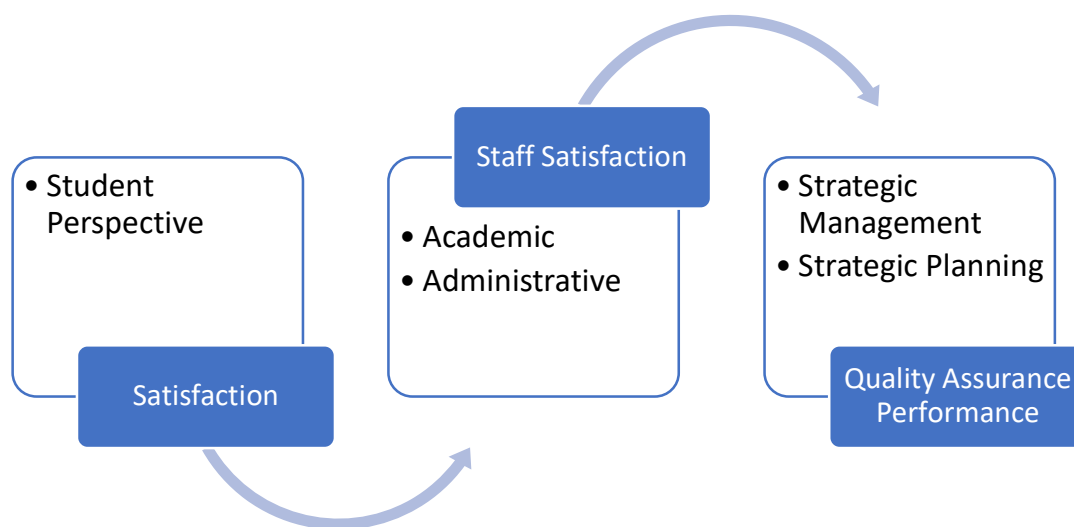 • Student
Perspective
Satisfaction
Staff Satisfaction
• Academic
• Administrative
• Strategic
Management
• Strategic Planning
Quality Assurance
Performance